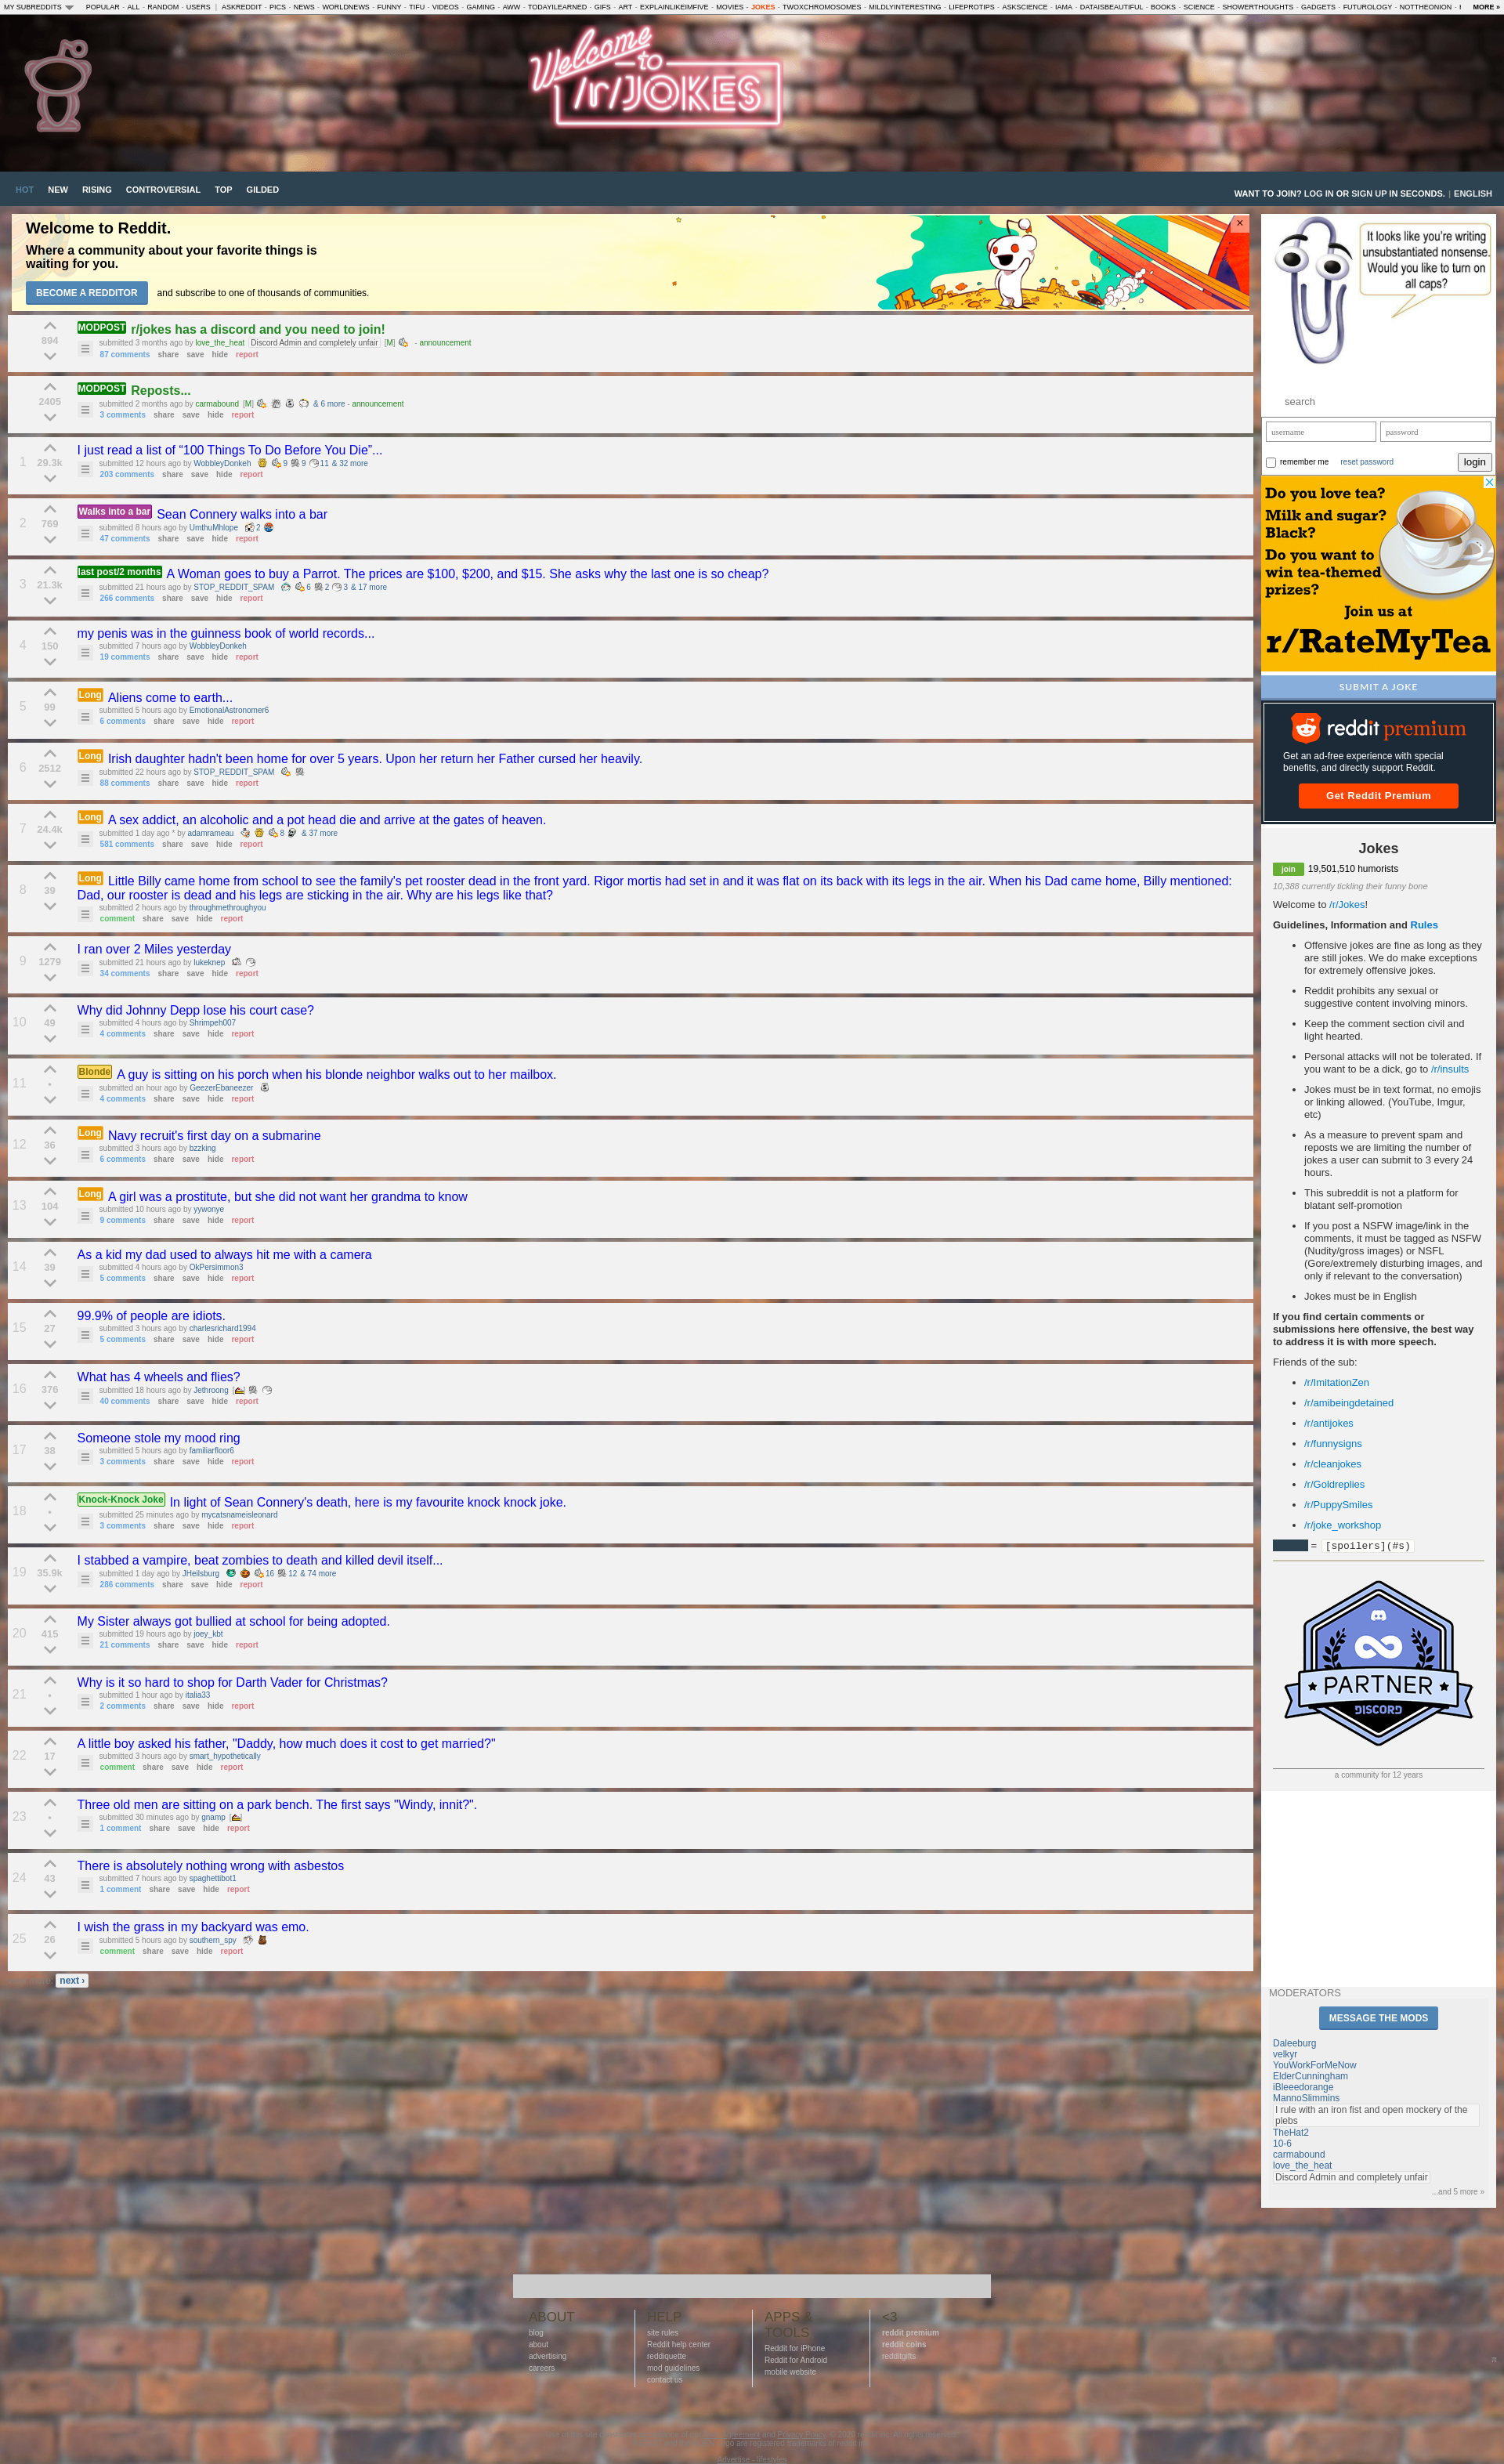 MY SUBREDDITS POPULAR - ALL - RANDOM - USERS | ASKREDDIT - PICS - NEWS - WORLDNEWS - FUNNY - TIFU - VIDEOS - GAMING - AWW - TODAYILEARNED - GIFS - ART - EXPLAINLIKEIMFIVE - MOVIES - JOKES - TWOXCHROMOSOMES - MILDLYINTERESTING - LIFEPROTIPS - ASKSCIENCE - IAMA - DATAISBEAUTIFUL - BOOKS - SCIENCE - SHOWERTHOUGHTS - GADGETS - FUTUROLOGY - NOTTHEONION - MORE »
Welcome
to
/r/JOKES
HOT NEW RISING CONTROVERSIAL TOP GILDED
WANT TO JOIN? LOG IN OR SIGN UP IN SECONDS. | ENGLISH
Welcome to Reddit.
Where a community about your favorite things is
waiting for you.
BECOME A REDDITOR and subscribe to one of thousands of communities.
×
894
MODPOST r/jokes has a discord and you need to join!
submitted 3 months ago by love_the_heat Discord Admin and completely unfair [M] - announcement
87 comments share save hide report
2405
MODPOST Reposts...
submitted 2 months ago by carmabound [M] & 6 more - announcement
3 comments share save hide report
1 29.3k
I just read a list of “100 Things To Do Before You Die”...
submitted 12 hours ago by WobbleyDonkeh 9 9 11 & 32 more
203 comments share save hide report
2 769
Walks into a bar Sean Connery walks into a bar
submitted 8 hours ago by UmthuMhlope 2
47 comments share save hide report
3 21.3k
last post/2 months A Woman goes to buy a Parrot. The prices are $100, $200, and $15. She asks why the last one is so cheap?
submitted 21 hours ago by STOP_REDDIT_SPAM 6 2 3 & 17 more
266 comments share save hide report
4 150
my penis was in the guinness book of world records...
submitted 7 hours ago by WobbleyDonkeh
19 comments share save hide report
5 99
Long Aliens come to earth...
submitted 5 hours ago by EmotionalAstronomer6
6 comments share save hide report
6 2512
Long Irish daughter hadn't been home for over 5 years. Upon her return her Father cursed her heavily.
submitted 22 hours ago by STOP_REDDIT_SPAM
88 comments share save hide report
7 24.4k
Long A sex addict, an alcoholic and a pot head die and arrive at the gates of heaven.
submitted 1 day ago * by adamrameau 8 & 37 more
581 comments share save hide report
8 39
Long Little Billy came home from school to see the family's pet rooster dead in the front yard. Rigor mortis had set in and it was flat on its back with its legs in the air. When his Dad came home, Billy mentioned:
Dad, our rooster is dead and his legs are sticking in the air. Why are his legs like that?
submitted 2 hours ago by throughmethroughyou
comment share save hide report
9 1279
I ran over 2 Miles yesterday
submitted 21 hours ago by lukeknep
34 comments share save hide report
10 49
Why did Johnny Depp lose his court case?
submitted 4 hours ago by Shrimpeh007
4 comments share save hide report
11 •
Blonde A guy is sitting on his porch when his blonde neighbor walks out to her mailbox.
submitted an hour ago by GeezerEbaneezer
4 comments share save hide report
12 36
Long Navy recruit's first day on a submarine
submitted 3 hours ago by bzzking
6 comments share save hide report
13 104
Long A girl was a prostitute, but she did not want her grandma to know
submitted 10 hours ago by yywonye
9 comments share save hide report
14 39
As a kid my dad used to always hit me with a camera
submitted 4 hours ago by OkPersimmon3
5 comments share save hide report
15 27
99.9% of people are idiots.
submitted 3 hours ago by charlesrichard1994
5 comments share save hide report
16 376
What has 4 wheels and flies?
submitted 18 hours ago by Jethroong
40 comments share save hide report
17 38
Someone stole my mood ring
submitted 5 hours ago by familiarfloor6
3 comments share save hide report
18 •
Knock-Knock Joke In light of Sean Connery's death, here is my favourite knock knock joke.
submitted 25 minutes ago by mycatsnameisleonard
3 comments share save hide report
19 35.9k
I stabbed a vampire, beat zombies to death and killed devil itself...
submitted 1 day ago by JHeilsburg 16 12 & 74 more
286 comments share save hide report
20 415
My Sister always got bullied at school for being adopted.
submitted 19 hours ago by joey_kbt
21 comments share save hide report
21 •
Why is it so hard to shop for Darth Vader for Christmas?
submitted 1 hour ago by italia33
2 comments share save hide report
22 17
A little boy asked his father, "Daddy, how much does it cost to get married?"
submitted 3 hours ago by smart_hypothetically
comment share save hide report
23 •
Three old men are sitting on a park bench. The first says "Windy, innit?".
submitted 30 minutes ago by gnamp
1 comment share save hide report
24 43
There is absolutely nothing wrong with asbestos
submitted 7 hours ago by spaghettibot1
1 comment share save hide report
25 26
I wish the grass in my backyard was emo.
submitted 5 hours ago by southern_spy
comment share save hide report
next ›
It looks like you're writing
unsubstantiated nonsense.
Would you like to turn on
all caps?
search
username password
remember me reset password login
Do you love tea?
Milk and sugar?
Black?
Do you want to
win tea-themed
prizes?
Join us at
r/RateMyTea
SUBMIT A JOKE
reddit premium
Get an ad-free experience with special
benefits, and directly support Reddit.
Get Reddit Premium
Jokes
join 19,501,510 humorists
10,388 currently tickling their funny bone
Welcome to /r/Jokes!
Guidelines, Information and Rules
• Offensive jokes are fine as long as they
are still jokes. We do make exceptions
for extremely offensive jokes.
• Reddit prohibits any sexual or
suggestive content involving minors.
• Keep the comment section civil and
light hearted.
• Personal attacks will not be tolerated. If
you want to be a dick, go to /r/insults
• Jokes must be in text format, no emojis
or linking allowed. (YouTube, Imgur,
etc)
• As a measure to prevent spam and
reposts we are limiting the number of
jokes a user can submit to 3 every 24
hours.
• This subreddit is not a platform for
blatant self-promotion
• If you post a NSFW image/link in the
comments, it must be tagged as NSFW
(Nudity/gross images) or NSFL
(Gore/extremely disturbing images, and
only if relevant to the conversation)
• Jokes must be in English
If you find certain comments or
submissions here offensive, the best way
to address it is with more speech.
Friends of the sub:
• /r/ImitationZen
• /r/amibeingdetained
• /r/antijokes
• /r/funnysigns
• /r/cleanjokes
• /r/Goldreplies
• /r/PuppySmiles
• /r/joke_workshop
= [spoilers](#s)
PARTNER
DISCORD
a community for 12 years
MODERATORS
MESSAGE THE MODS
Daleeburg
velkyr
YouWorkForMeNow
ElderCunningham
iBleeedorange
MannoSlimmins
I rule with an iron fist and open mockery of the
plebs
TheHat2
10-6
carmabound
love_the_heat
Discord Admin and completely unfair
...and 5 more »
ABOUT
blog
about
advertising
careers
HELP
site rules
Reddit help center
reddiquette
mod guidelines
contact us
APPS &
TOOLS
Reddit for iPhone
Reddit for Android
mobile website
<3
reddit premium
reddit coins
redditgifts
π